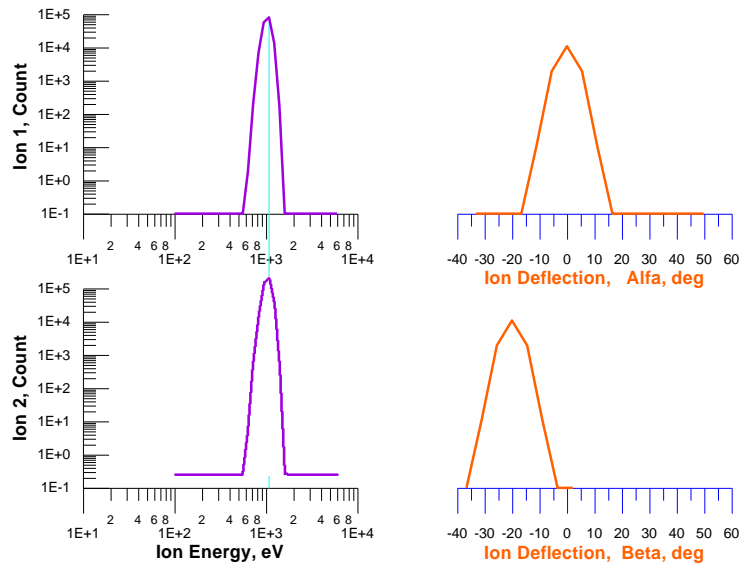 1E+5
1E+4
1E+3
1E+2
1E+1
1E+0
1E-1
Ion 1, Count
2 4 6 8 2 4 6 8 2 4 6 8
1E+1 1E+2 1E+3 1E+4
-40 -30 -20 -10 0 10 20 30 40 50 60
Ion Deflection, Alfa, deg
1E+5
1E+4
1E+3
1E+2
1E+1
1E+0
1E-1
Ion 2, Count
2 4 6 8 2 4 6 8 2 4 6 8
1E+1 1E+2 1E+3 1E+4
Ion Energy, eV
-40 -30 -20 -10 0 10 20 30 40 50 60
Ion Deflection, Beta, deg